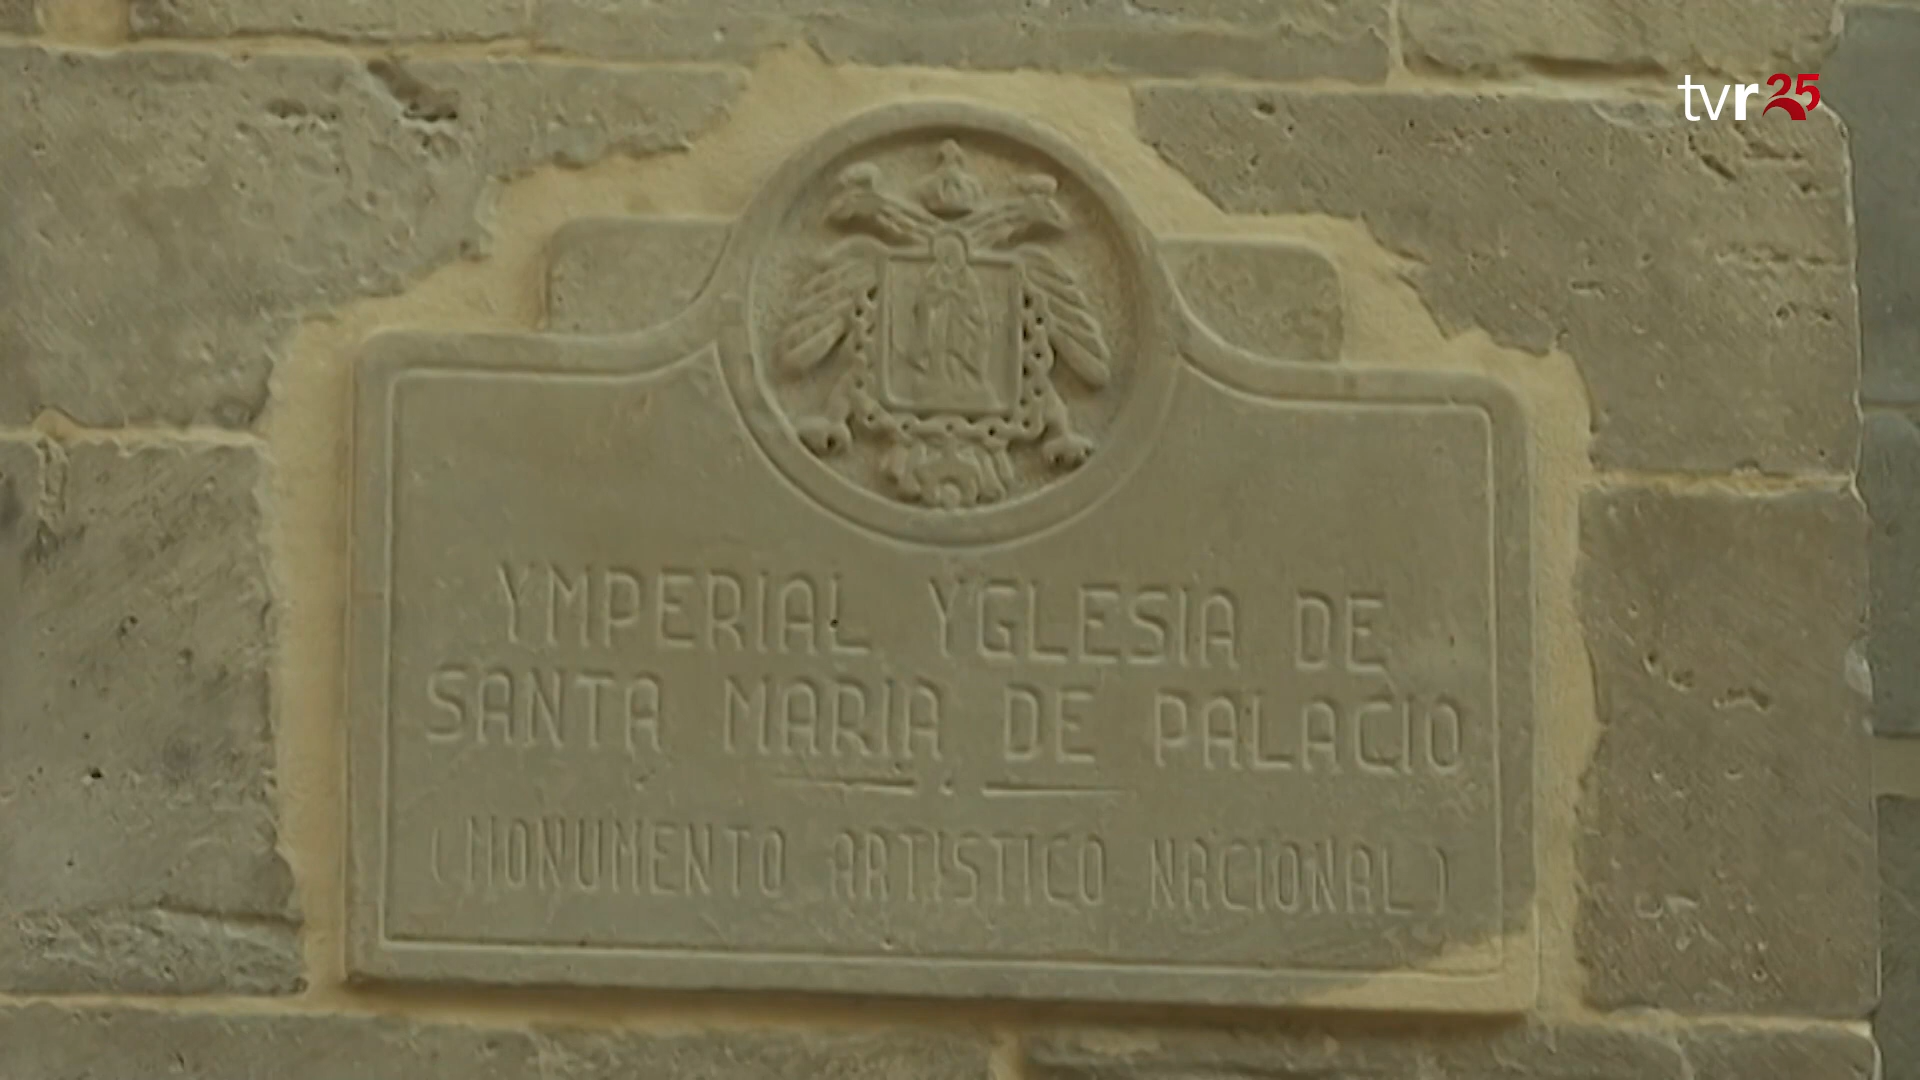 tvr25
YMPERIAL YGLESIA DE
SANTA MARIA DE PALACIO
(MONUMENTO ARTISTICO NACIONAL)